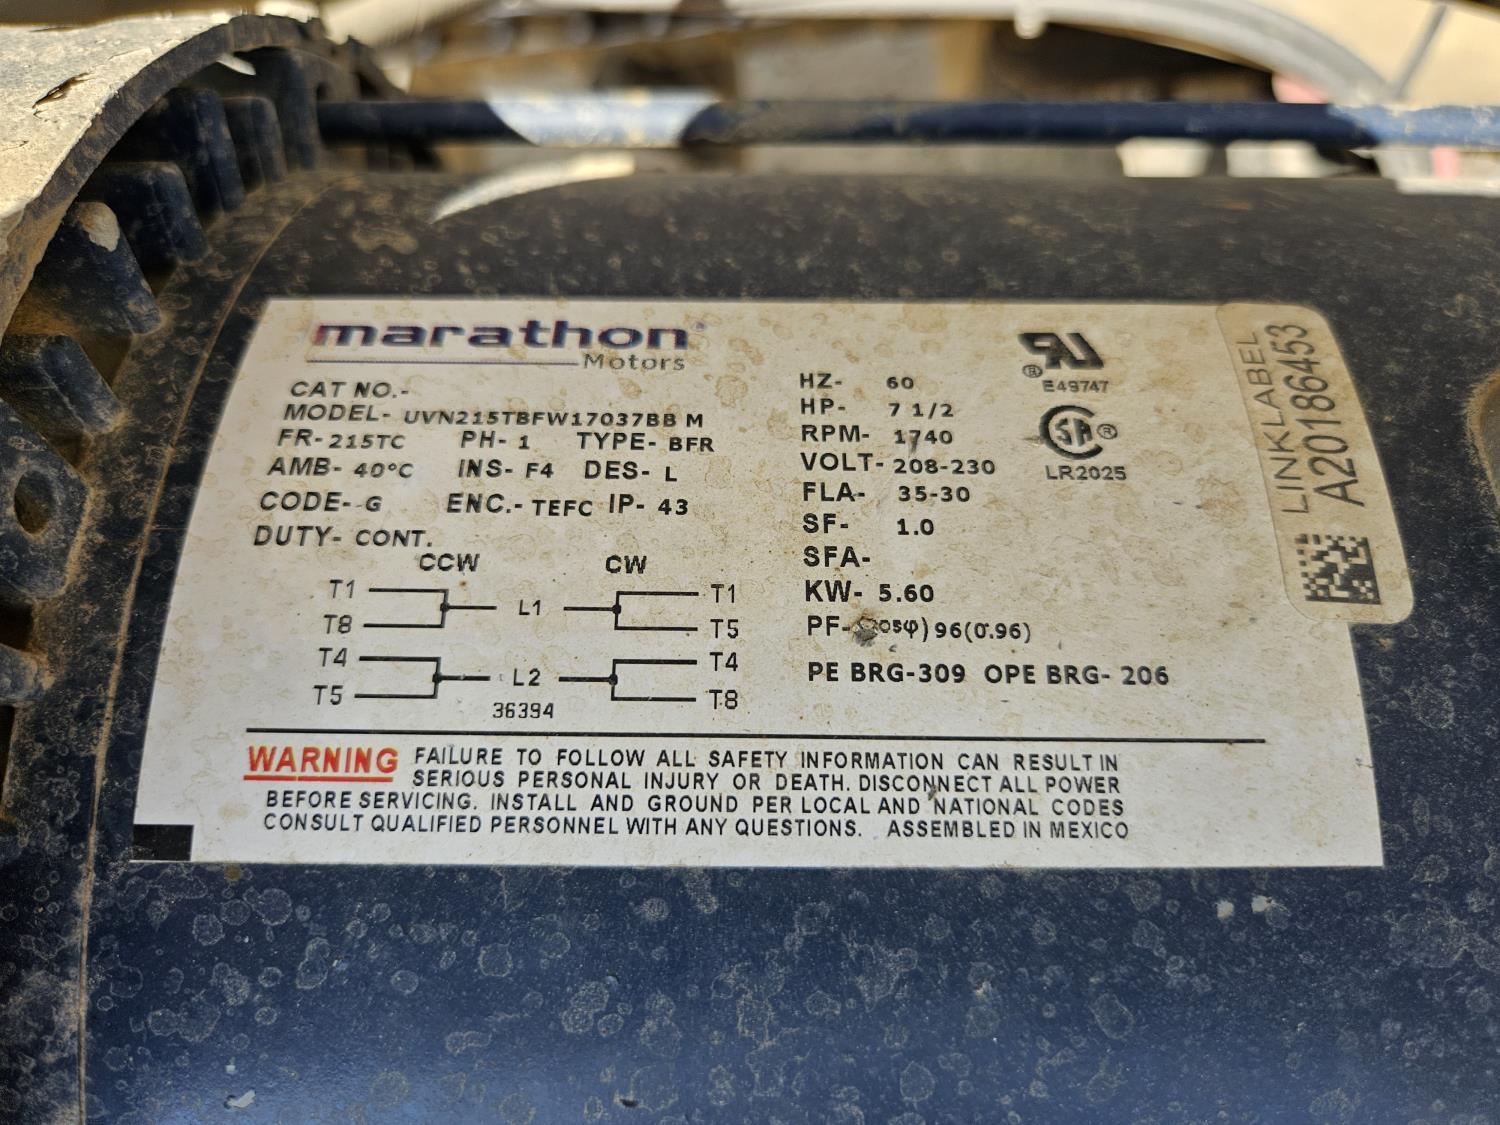 marathon
Motors
CAT NO.-
MODEL- UVN215TBFW17037BB M
FR- 215TC PH- 1 TYPE- BFR
AMB- 40°C INS- F4 DES- L
CODE- G ENC.- TEFC IP- 43
DUTY- CONT.
CCW CW
T1 L1 T1
T8 T5
T4 L2 T4
T5 T8
36394
HZ- 60
HP- 7 1/2
RPM- 1740
VOLT- 208-230
FLA- 35-30
SF- 1.0
SFA-
KW- 5.60
PF- 96(0.96)
PE BRG-309 OPE BRG- 206
E49747
SA
LR2025
LINKLABEL
A20186453
WARNING FAILURE TO FOLLOW ALL SAFETY INFORMATION CAN RESULT IN
SERIOUS PERSONAL INJURY OR DEATH. DISCONNECT ALL POWER
BEFORE SERVICING. INSTALL AND GROUND PER LOCAL AND NATIONAL CODES
CONSULT QUALIFIED PERSONNEL WITH ANY QUESTIONS. ASSEMBLED IN MEXICO